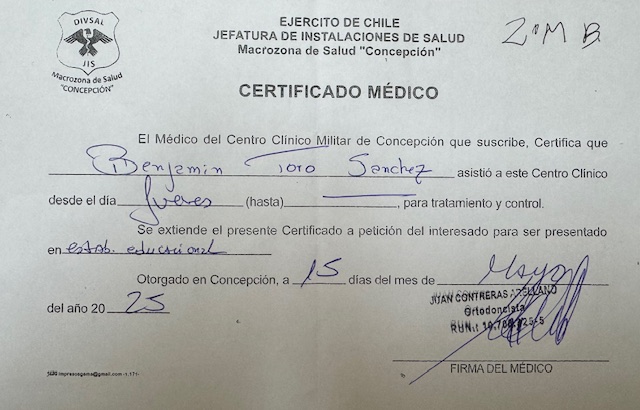 DIVSAL
JIS
Macrozona de Salud
"CONCEPCIÓN"
EJERCITO DE CHILE
JEFATURA DE INSTALACIONES DE SALUD
Macrozona de Salud "Concepción"
2ºM B
CERTIFICADO MÉDICO
El Médico del Centro Clínico Militar de Concepción que suscribe, Certifica que
Benjamin Toro Sanchez asistió a este Centro Clínico
desde el día Jueves (hasta) , para tratamiento y control.
Se extiende el presente Certificado a petición del interesado para ser presentado
en estab. educacional
Otorgado en Concepción, a 15 días del mes de Mayo
del año 2025
JUAN CONTRERAS ARELLANO
Ortodoncista
RUN.:
FIRMA DEL MÉDICO